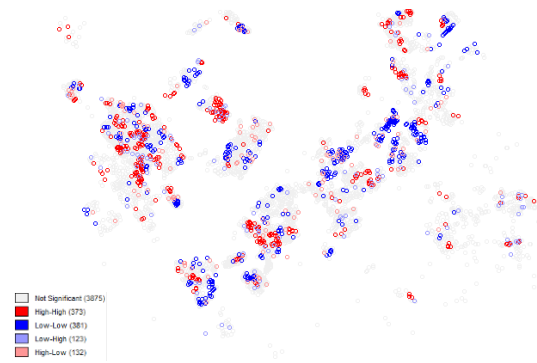 Not Significant (3875)
High-High (373)
Low-Low (381)
Low-High (123)
High-Low (132)